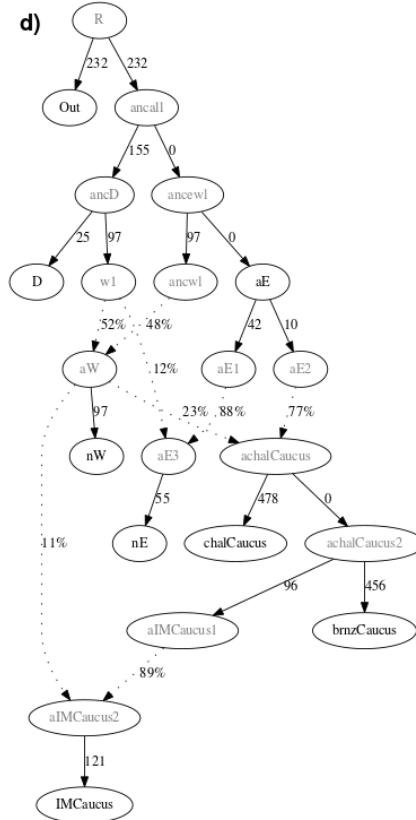 d)
R
232 232
Out ancall
155 0
ancD ancewl
25 97 97 0
D w1 ancwl aE
52% 48% 12% 42 10
aW aE1 aE2
97 23% 88% 77%
nW aE3 achalCaucus
55 478 0
nE chalCaucus achalCaucus2
11% 96 456
aIMCaucus1 brnzCaucus
89%
aIMCaucus2
121
IMCaucus